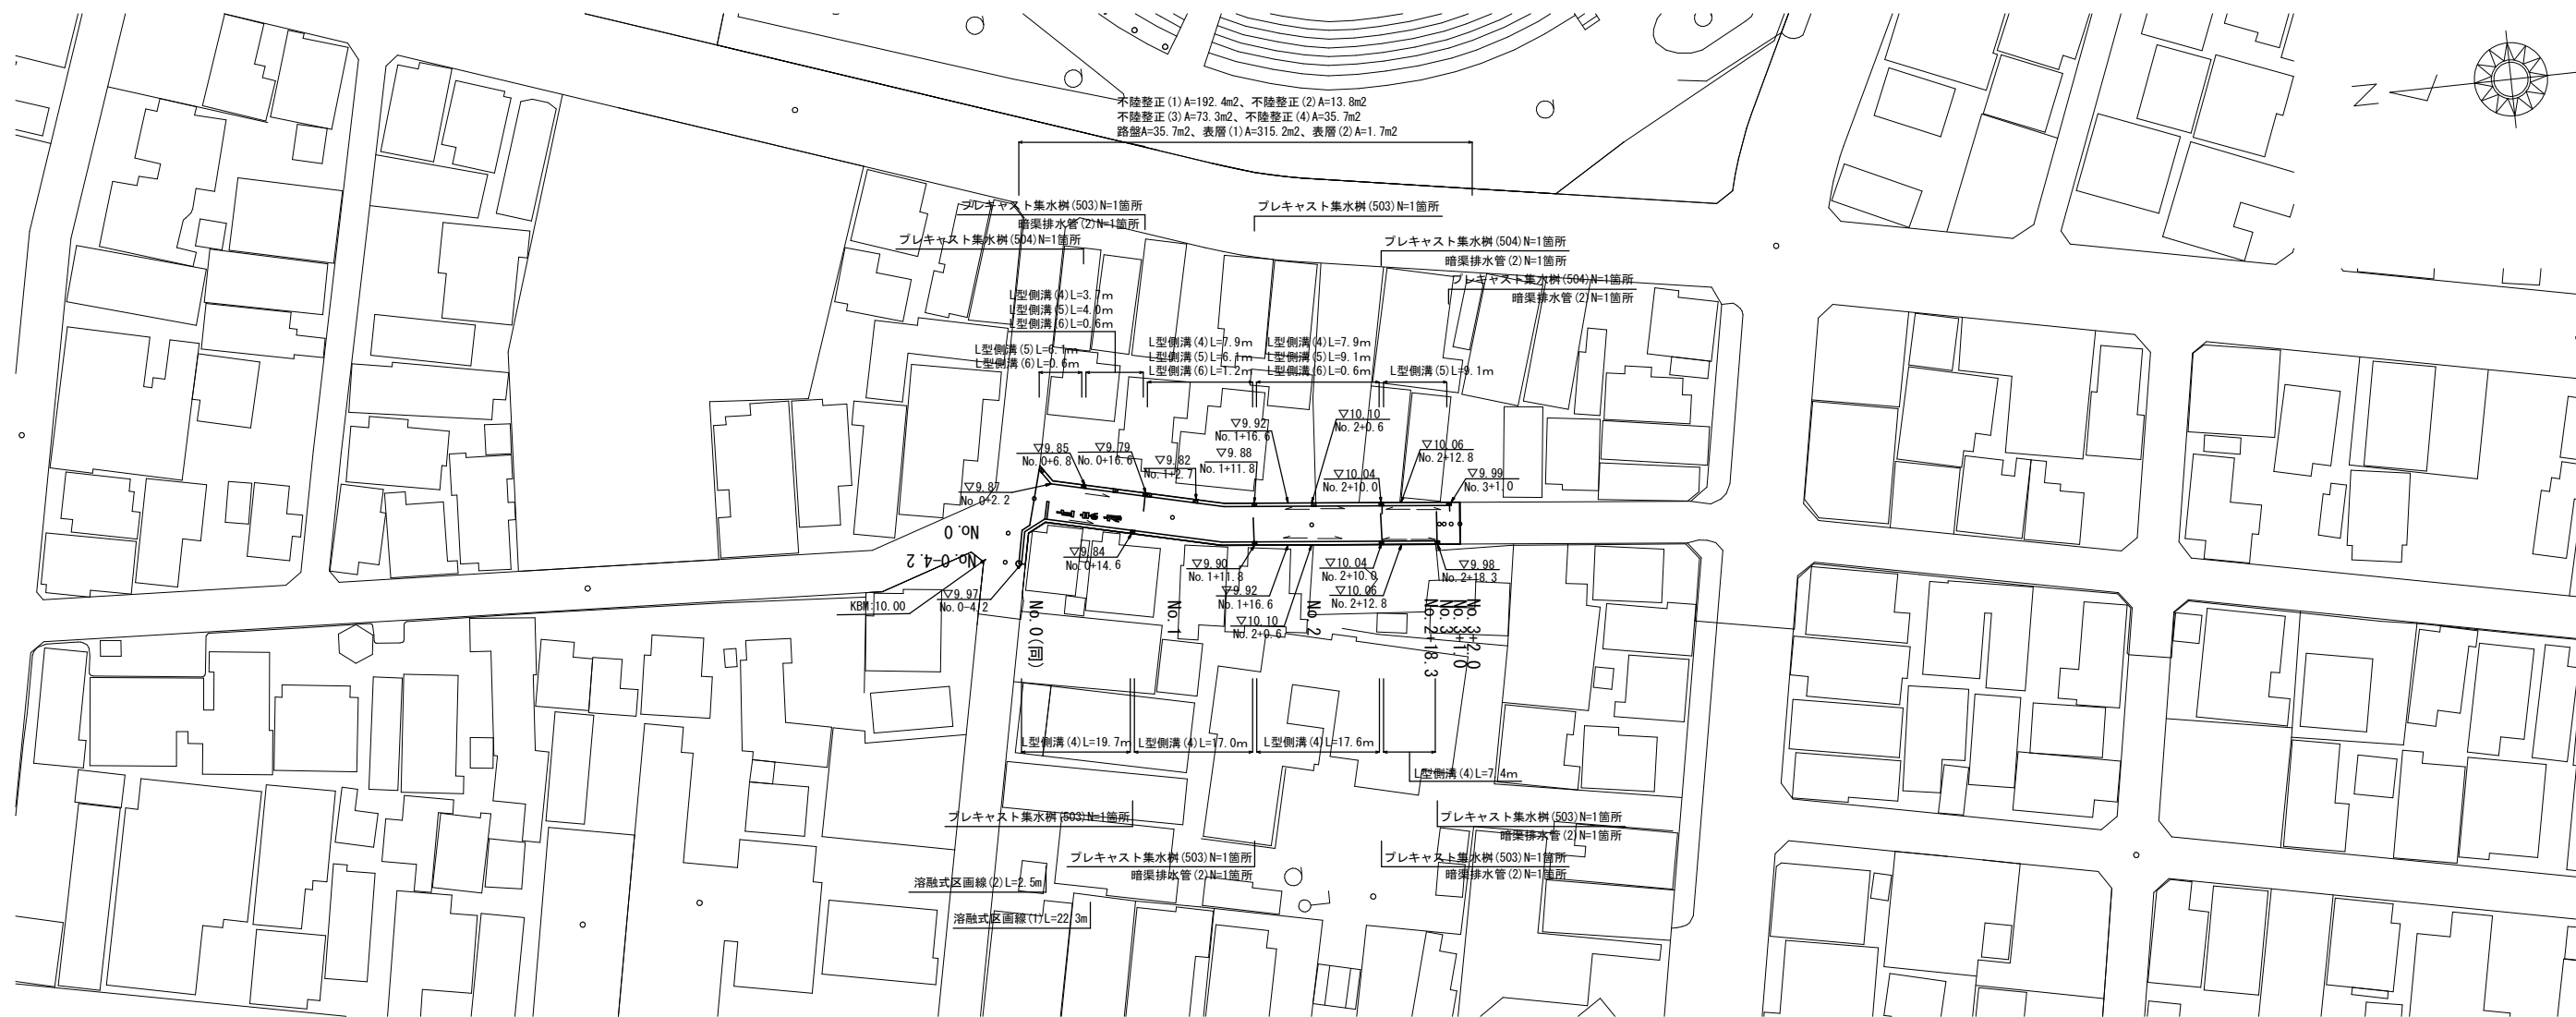 不陸整正(1)A=192.4m2、不陸整正(2)A=13.8m2
不陸整正(3)A=73.3m2、不陸整正(4)A=35.7m2
路盤A=35.7m2、表層(1)A=315.2m2、表層(2)A=1.7m2
プレキャスト集水桝(503)N=1箇所
暗渠排水管(2)N=1箇所
プレキャスト集水桝(504)N=1箇所
プレキャスト集水桝(503)N=1箇所
プレキャスト集水桝(504)N=1箇所
暗渠排水管(2)N=1箇所
プレキャスト集水桝(504)N=1箇所
暗渠排水管(2)N=1箇所
L型側溝(4)L=3.7m
L型側溝(5)L=4.0m
L型側溝(6)L=0.6m
L型側溝(5)L=6.1m
L型側溝(6)L=0.6m
L型側溝(4)L=7.9m
L型側溝(5)L=6.1m
L型側溝(6)L=1.2m
L型側溝(4)L=7.9m
L型側溝(5)L=9.1m
L型側溝(6)L=0.6m
L型側溝(5)L=9.1m
▽9.92
No.1+16.6
▽10.10
No.2+0.6
▽9.85
No.0+6.8
▽9.79
No.0+16.6
▽9.82
No.1+2.7
▽9.88
No.1+11.8
▽10.06
No.2+12.8
▽10.04
No.2+10.0
▽9.99
No.3+1.0
▽9.87
No.0+2.2
No.0
No.0-4.2
KBM:10.00
▽9.97
No.0-4.2
▽9.84
No.0+14.6
▽9.90
No.1+11.8
▽9.92
No.1+16.6
▽10.10
No.2+0.6
▽10.04
No.2+10.0
▽10.06
No.2+12.8
▽9.98
No.2+18.3
No.0(回)
No.1
No.2
No.2+18.3
No.3
No.3+1.0
No.3+2.0
L型側溝(4)L=19.7m
L型側溝(4)L=17.0m
L型側溝(4)L=17.6m
L型側溝(4)L=7.4m
プレキャスト集水桝(503)N=1箇所
プレキャスト集水桝(503)N=1箇所
暗渠排水管(2)N=1箇所
プレキャスト集水桝(503)N=1箇所
暗渠排水管(2)N=1箇所
プレキャスト集水桝(503)N=1箇所
暗渠排水管(2)N=1箇所
溶融式区画線(2)L=2.5m
溶融式区画線(1)L=22.3m